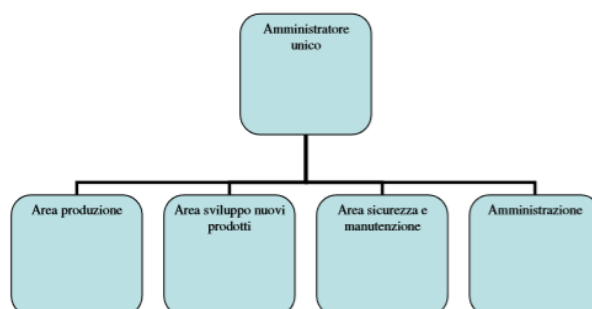 Amministratore
unico
Area produzione
Area sviluppo nuovi
prodotti
Area sicurezza e
manutenzione
Amministrazione